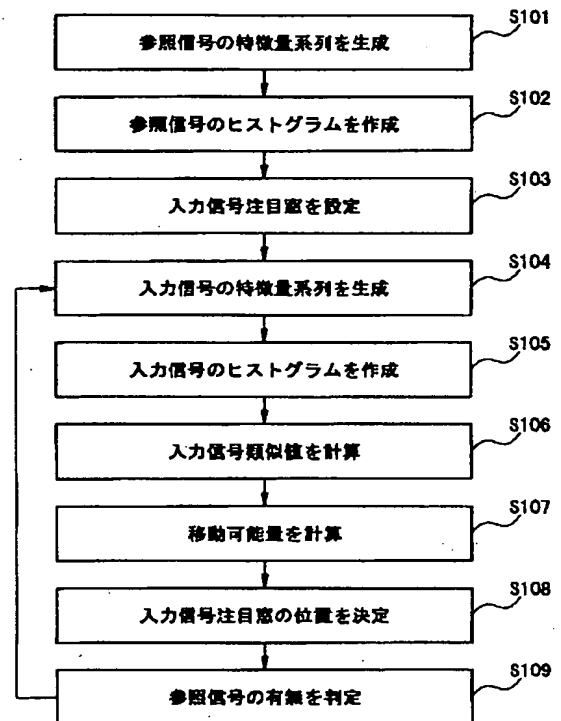 S101
参照信号の特徴量系列を生成
S102
参照信号のヒストグラムを作成
S103
入力信号注目窓を設定
S104
入力信号の特徴量系列を生成
S105
入力信号のヒストグラムを作成
S106
入力信号類似値を計算
S107
移動可能量を計算
S108
入力信号注目窓の位置を決定
S109
参照信号の有無を判定